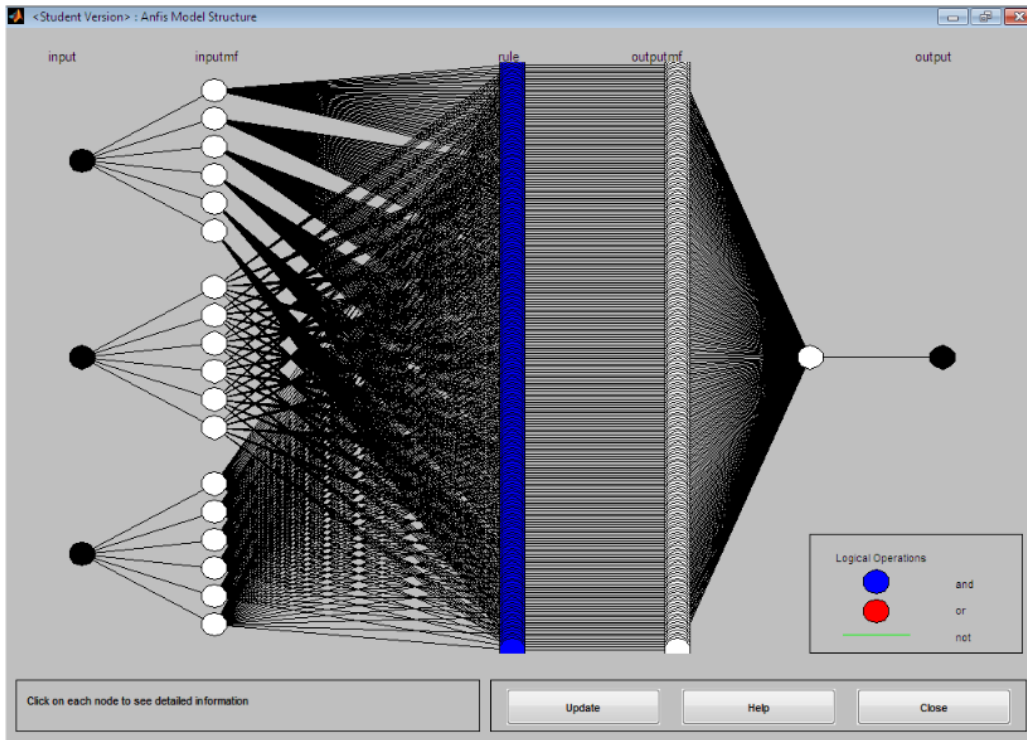 <Student Version> : Anfis Model Structure
input inputmf rule outputmf output
Logical Operations
and
or
not
Click on each node to see detailed information
Update Help Close